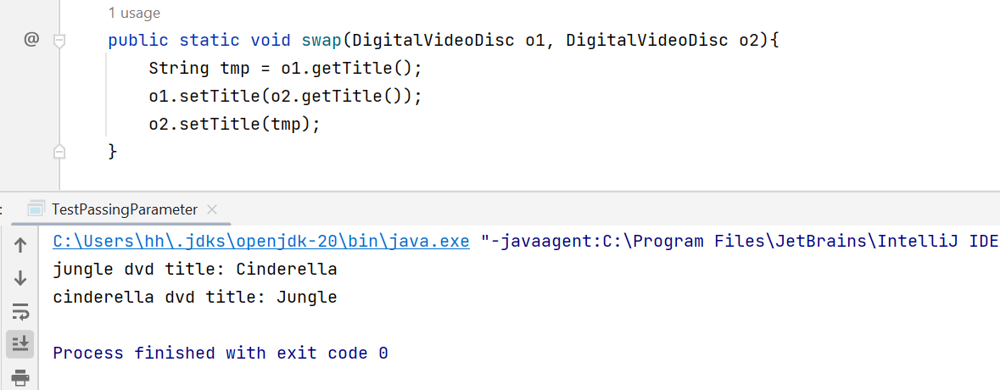 1 usage
@
public static void swap(DigitalVideoDisc o1, DigitalVideoDisc o2){
String tmp = o1.getTitle();
o1.setTitle(o2.getTitle());
o2.setTitle(tmp);
}
: TestPassingParameter ×
C:\Users\hh\.jdks\openjdk-20\bin\java.exe "-javaagent:C:\Program Files\JetBrains\IntelliJ IDE
jungle dvd title: Cinderella
cinderella dvd title: Jungle
Process finished with exit code 0